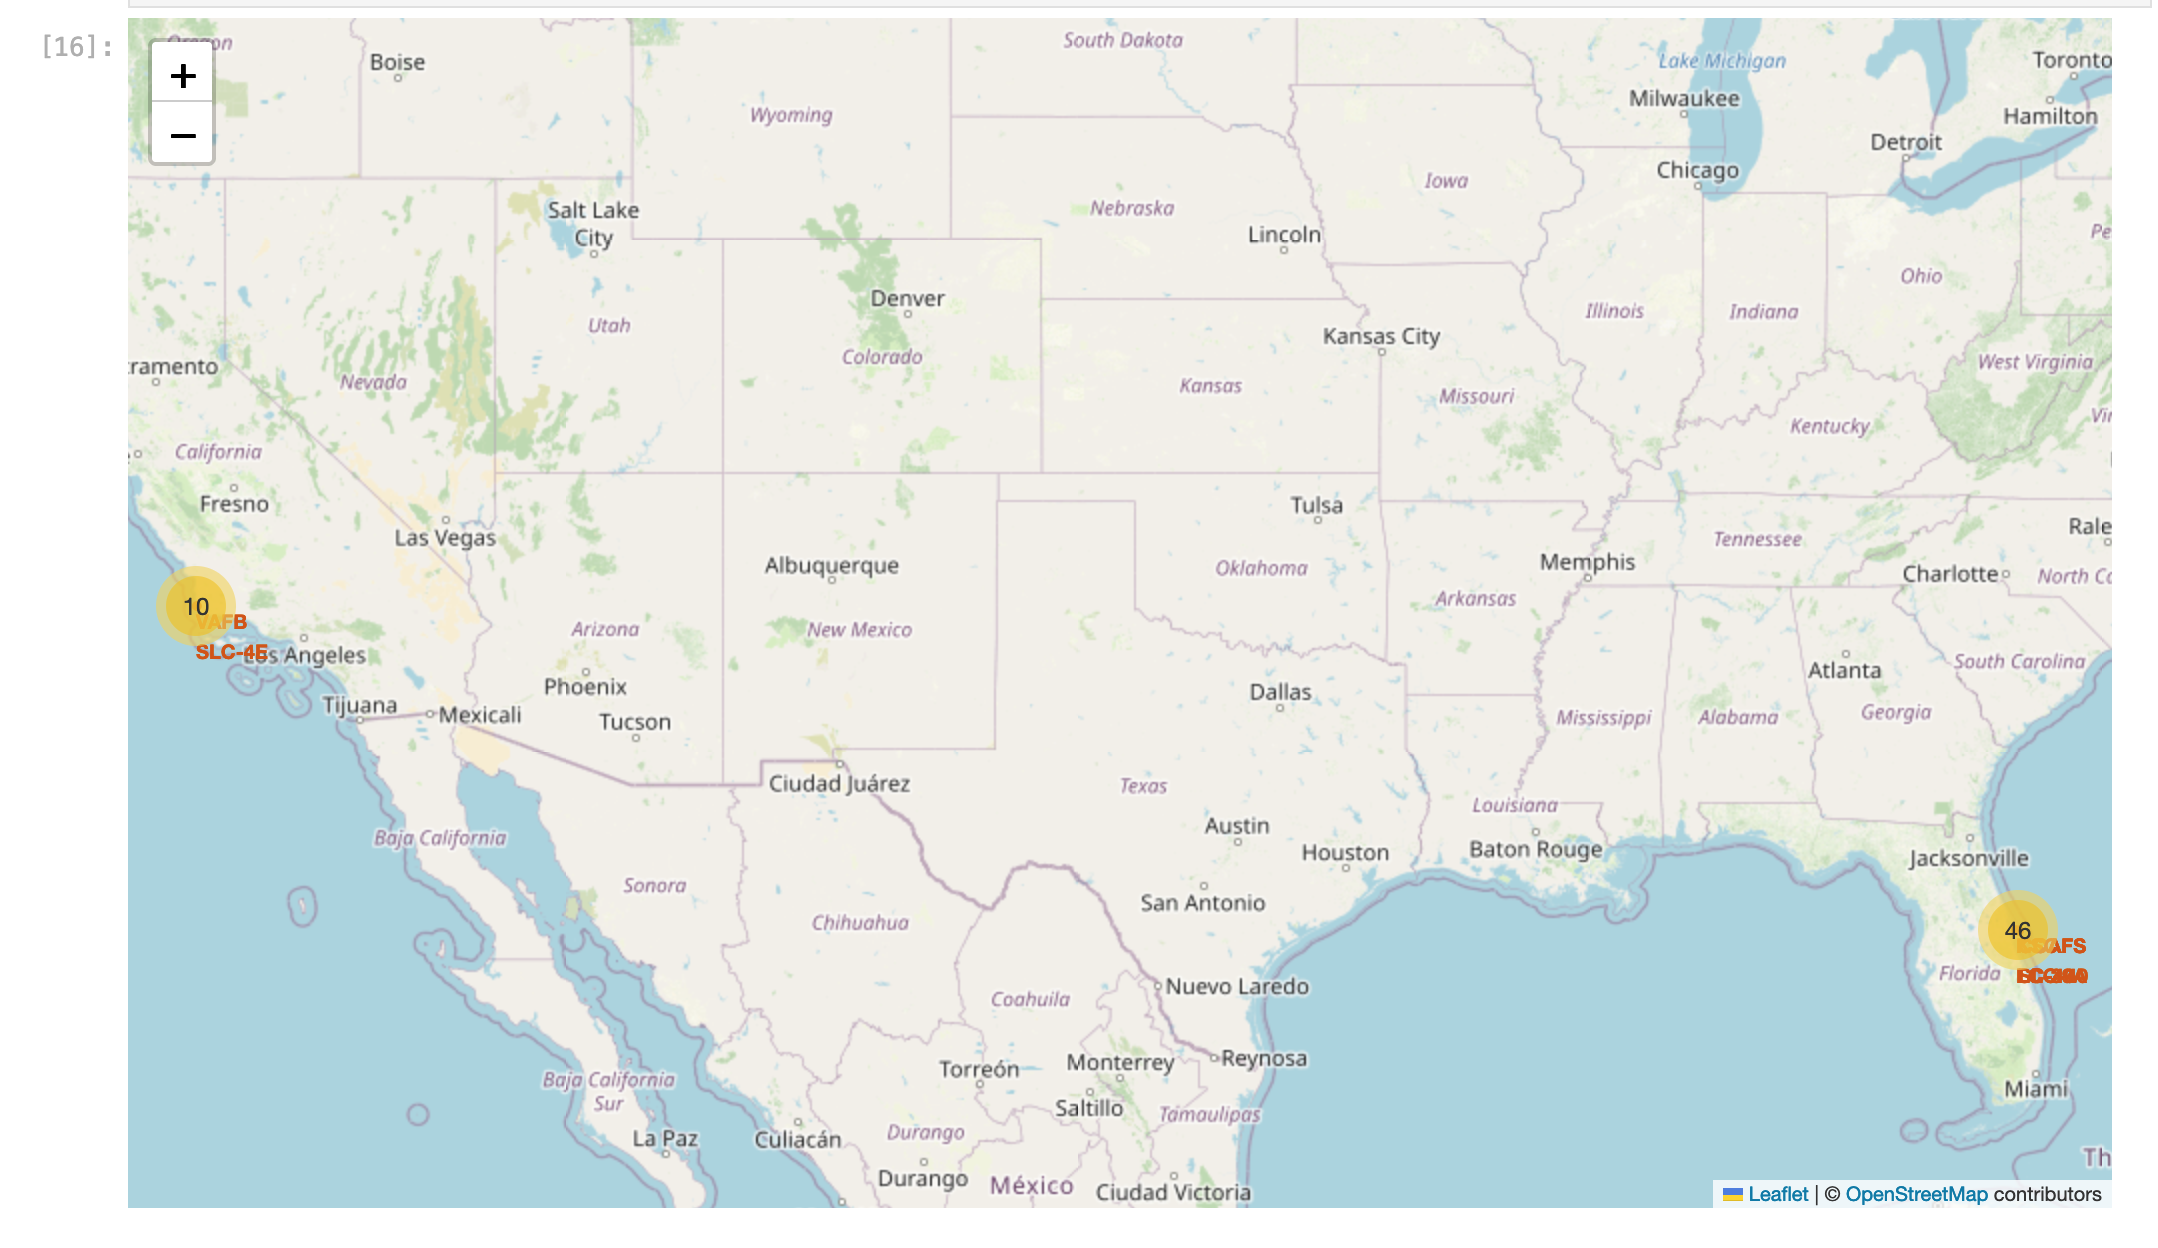 [16]:
Oregon
+
−
Boise
South Dakota
Lake Michigan
Toronto
Wyoming
Milwaukee
Hamilton
Detroit
Chicago
Iowa
Salt Lake
City
Nebraska
Lincoln
Pe
Ohio
Denver
Utah
Illinois
Indiana
Kansas City
Colorado
West Virginia
cramento
Nevada
Kansas
Missouri
Vir
Kentucky
California
Fresno
Las Vegas
Tulsa
Rale
Tennessee
Albuquerque
Oklahoma
Memphis
Charlotte
North Ca
10
VAFB
SLC-4E
Los Angeles
Arizona
New Mexico
Arkansas
Atlanta
South Carolina
Phoenix
Dallas
Tijuana
Mexicali
Tucson
Mississippi
Alabama
Georgia
Ciudad Juárez
Texas
Louisiana
Austin
Baja California
Houston
Baton Rouge
Jacksonville
Sonora
San Antonio
Chihuahua
46
Florida
Nuevo Laredo
Coahuila
Reynosa
Monterrey
Torreón
Baja California
Sur
Miami
Saltillo
Tamaulipas
La Paz
Culiacán
Durango
Th
Durango
México
Ciudad Victoria
Leaflet | © OpenStreetMap contributors